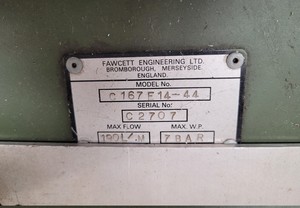 FAWCETT ENGINEERING LTD.
BROMBOROUGH, MERSEYSIDE.
ENGLAND.
MODEL No.
C167F14-44
SERIAL No.
C2707
MAX FLOW MAX. W.P.
190L/M 7BAR